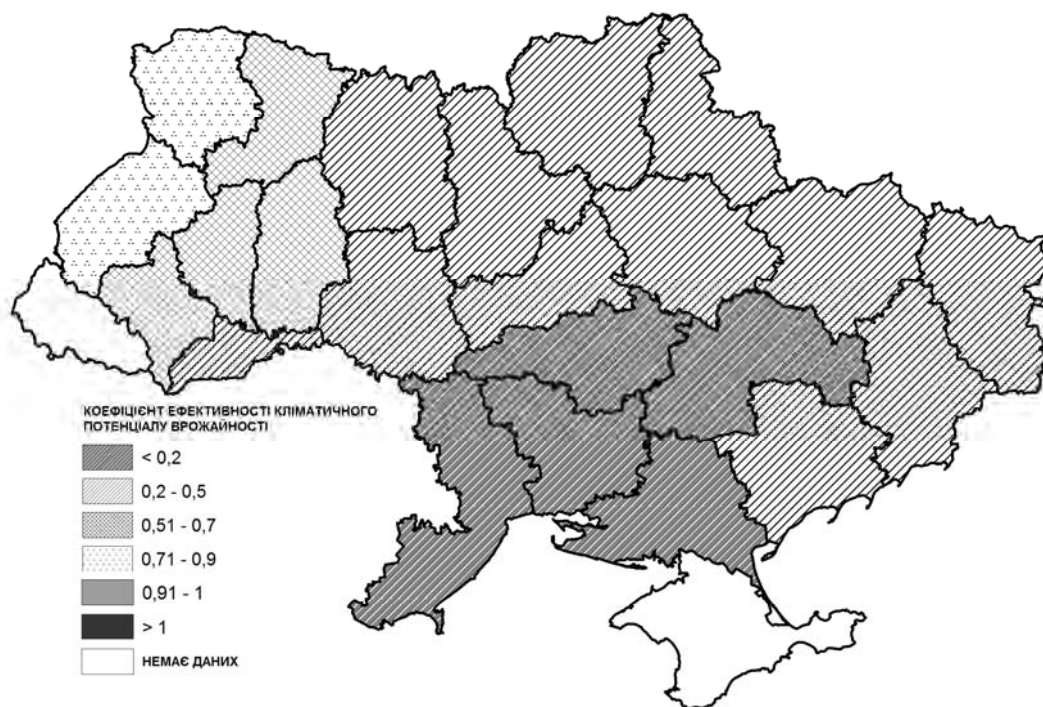 КОЕФІЦІЄНТ ЕФЕКТИВНОСТІ КЛІМАТИЧНОГО
ПОТЕНЦІАЛУ ВРОЖАЙНОСТІ
< 0,2
0,2 - 0,5
0,51 - 0,7
0,71 - 0,9
0,91 - 1
> 1
НЕМАЄ ДАНИХ